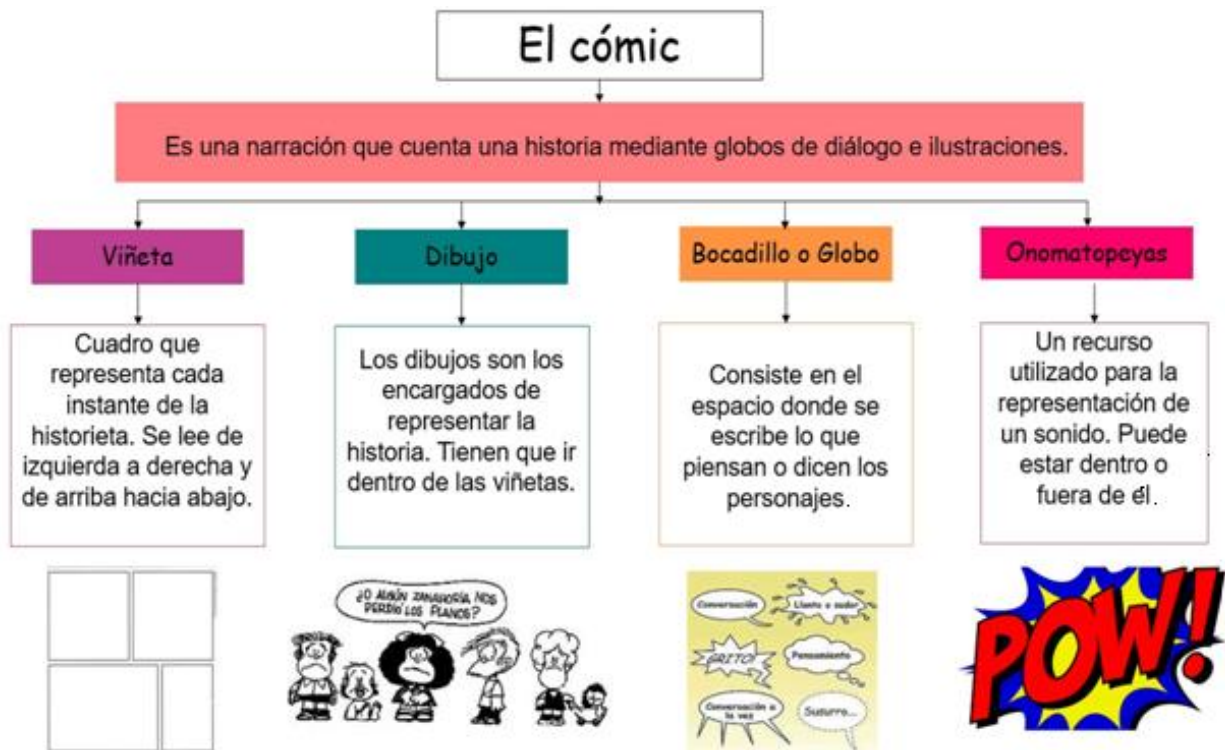 El cómic
Es una narración que cuenta una historia mediante globos de diálogo e ilustraciones.
Viñeta
Dibujo
Bocadillo o Globo
Onomatopeyas
Cuadro que
representa cada
instante de la
historieta. Se lee de
izquierda a derecha y
de arriba hacia abajo.
Los dibujos son los
encargados de
representar la
historia. Tienen que ir
dentro de las viñetas.
Consiste en el
espacio donde se
escribe lo que
piensan o dicen los
personajes.
Un recurso
utilizado para la
representación de
un sonido. Puede
estar dentro o
fuera de él.
¿O ALGÚN ZANAHORIA NOS
PERDIÓ LOS PLANOS?
Conversación
Llanto o sudor
GRITO!
Pensamiento
Conversación a
la vez
Susurro...
POW!